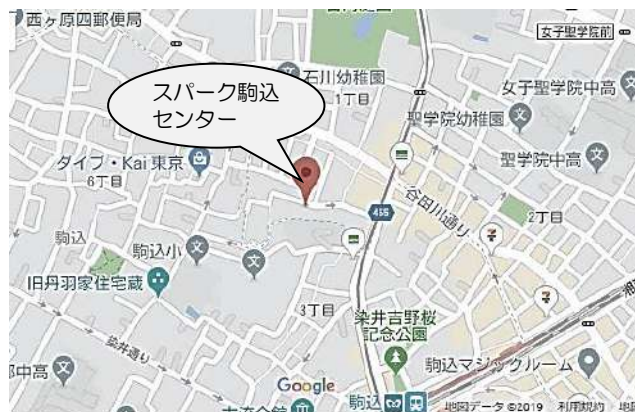 西ヶ原四郵便局
女子聖学院前
石川幼稚園
女子聖学院中高
スパーク駒込
センター
1丁目
聖学院幼稚園
タイブ・Kai 東京
聖学院中高
6丁目
谷田川通り
455
2丁目
駒込
駒込小
旧丹羽家住宅蔵
3丁目
染井吉野桜
記念公園
染井通り
駒込マジックルーム
Google
駒込
地図データ ©2019
利用規約